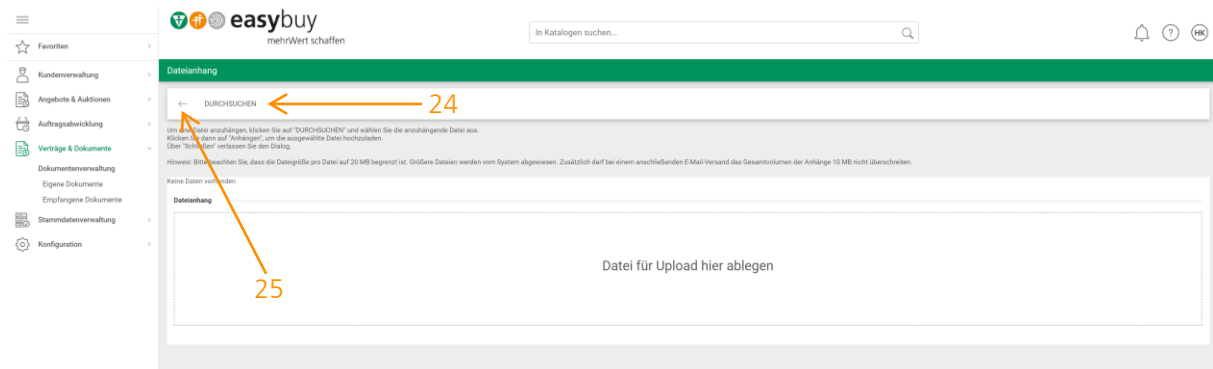 easybuy
mehrWert schaffen
In Katalogen suchen...
?
HK
Favoriten
Kundenverwaltung
Angebote & Auktionen
Auftragsabwicklung
Verträge & Dokumente
Dokumentenverwaltung
Eigene Dokumente
Empfangene Dokumente
Stammdatenverwaltung
Konfiguration
Dateianhang
DURCHSUCHEN
24
Um eine Datei anzuhängen, klicken Sie auf "DURCHSUCHEN" und wählen Sie die anzuhängende Datei aus.
Klicken Sie dann auf "Anhängen", um die ausgewählte Datei hochzuladen.
Über "Schließen" verlassen Sie den Dialog.
Hinweis: Bitte beachten Sie, dass die Dateigröße pro Datei auf 20 MB begrenzt ist. Größere Dateien werden vom System abgewiesen. Zusätzlich darf bei einem anschließenden E-Mail-Versand das Gesamtvolumen der Anhänge 10 MB nicht überschreiten.
Keine Daten vorhanden
Dateianhang
Datei für Upload hier ablegen
25